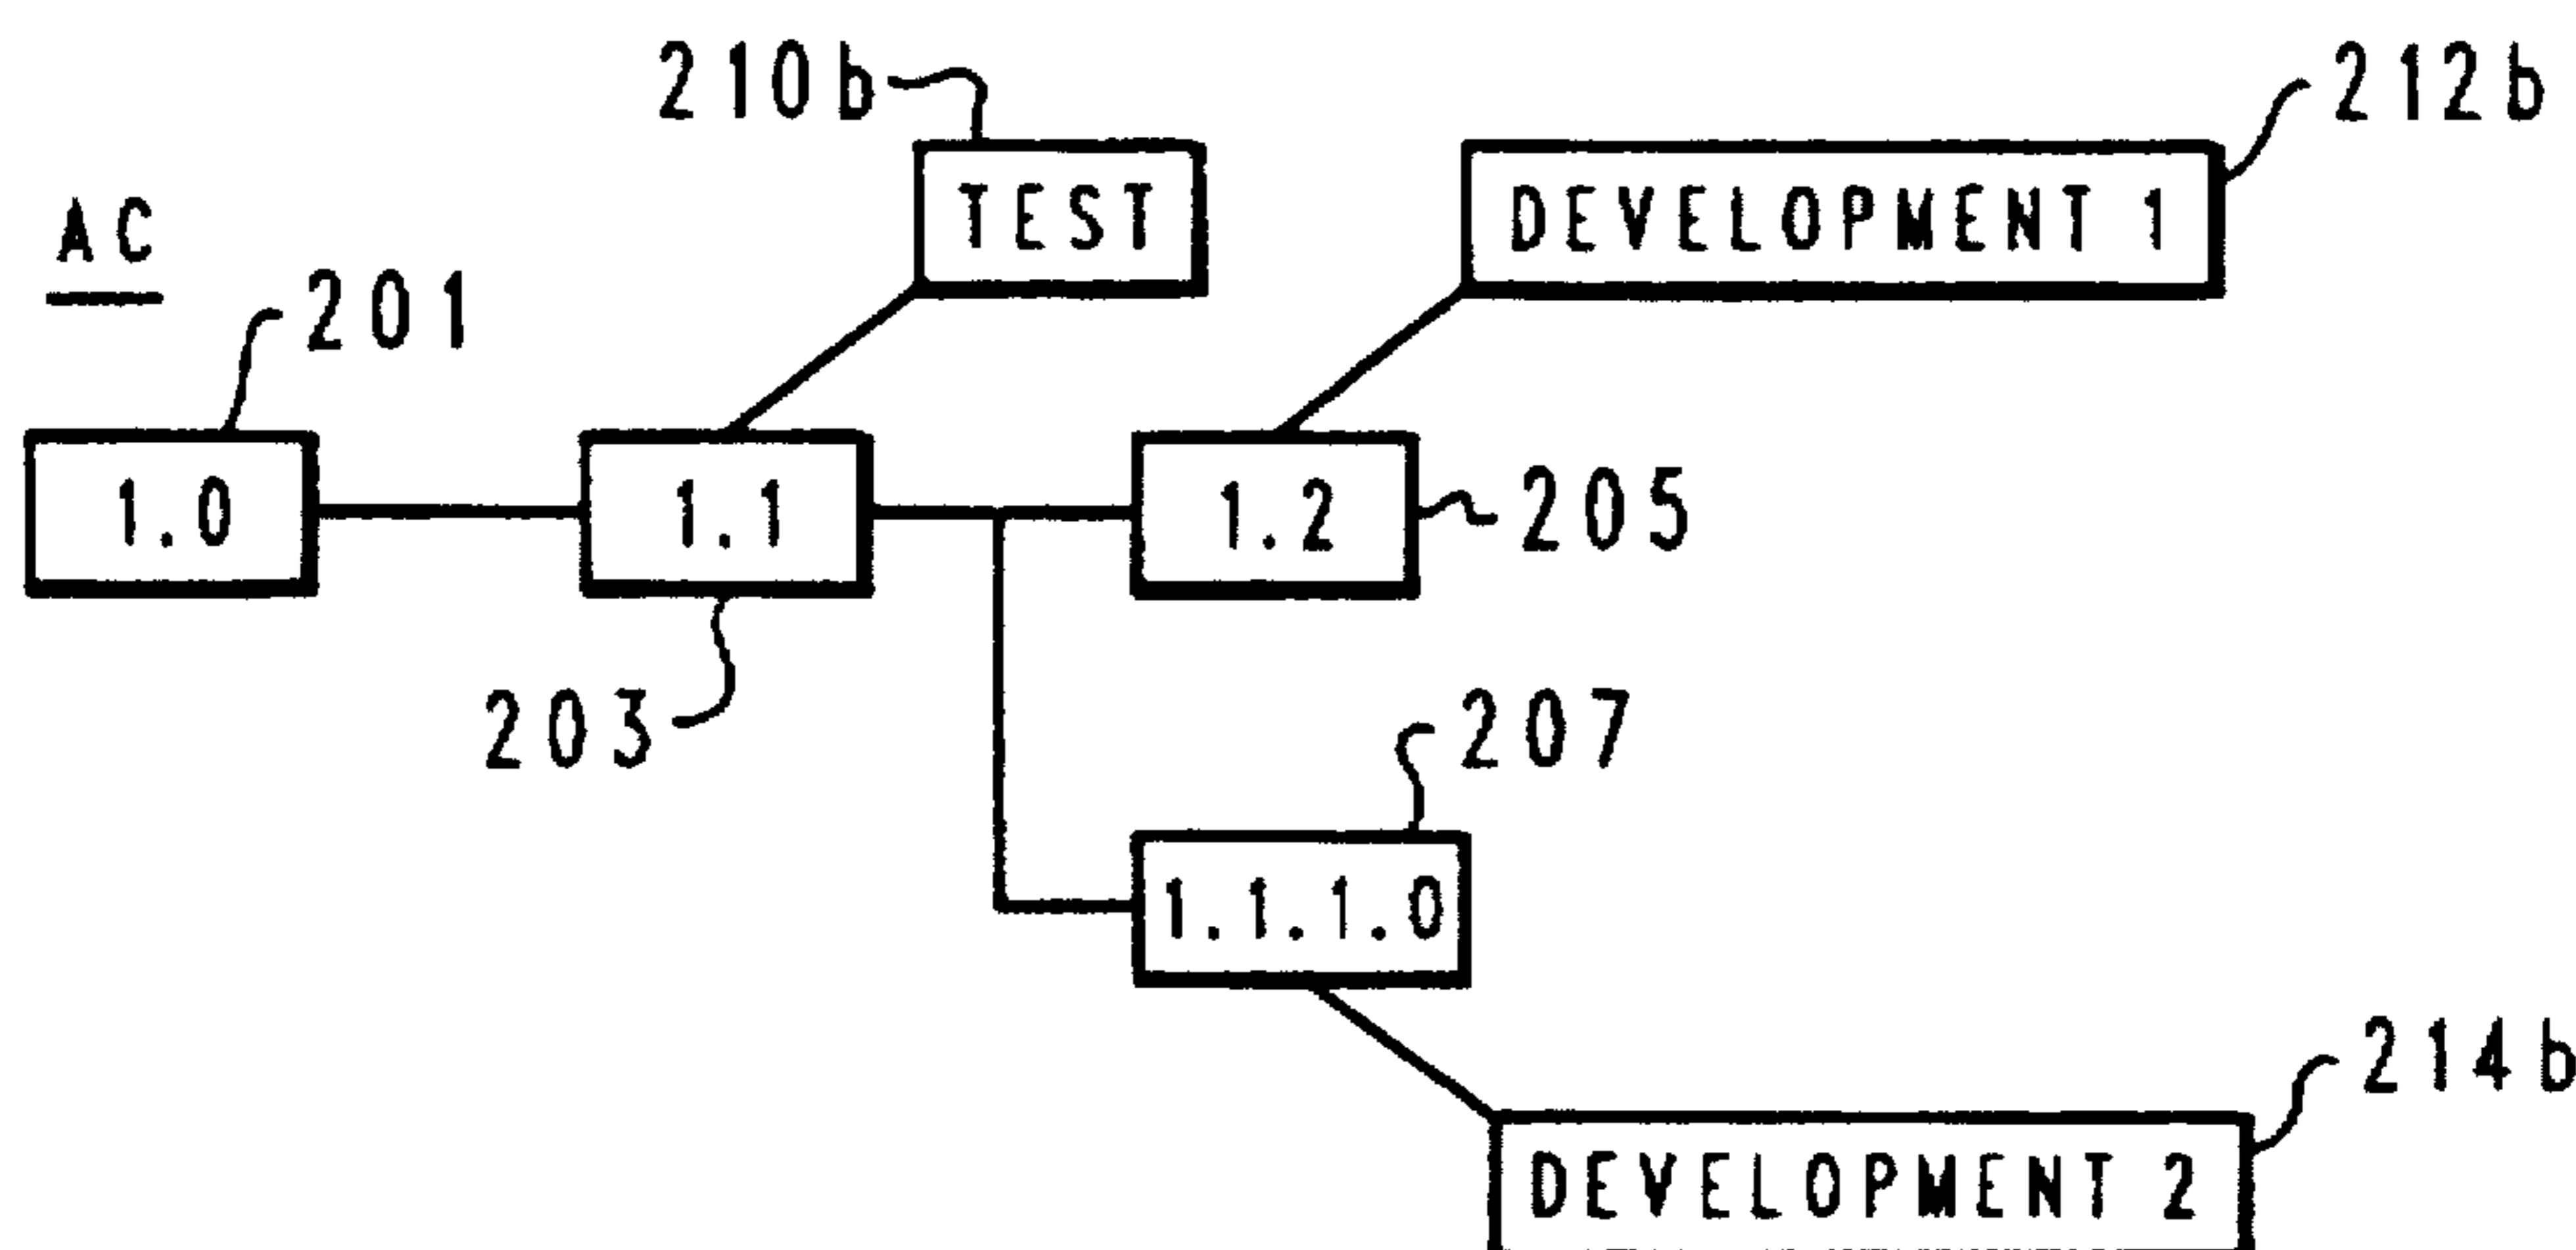 210b
212b
TEST
DEVELOPMENT 1
AC
201
1.0
1.1
1.2
205
203
207
1.1.1.0
214b
DEVELOPMENT 2